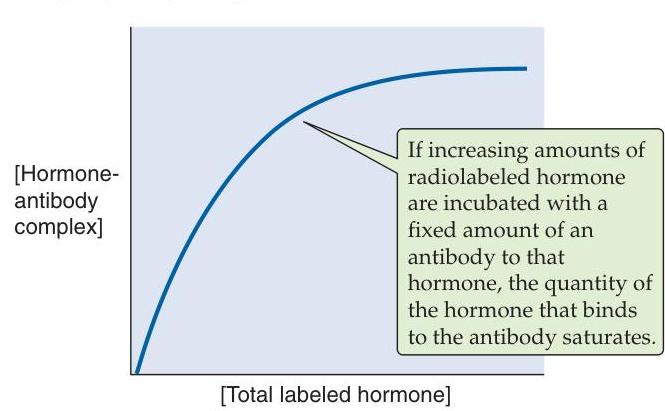 [Hormone-
antibody
complex]
If increasing amounts of
radiolabeled hormone
are incubated with a
fixed amount of an
antibody to that
hormone, the quantity of
the hormone that binds
to the antibody saturates.
[Total labeled hormone]